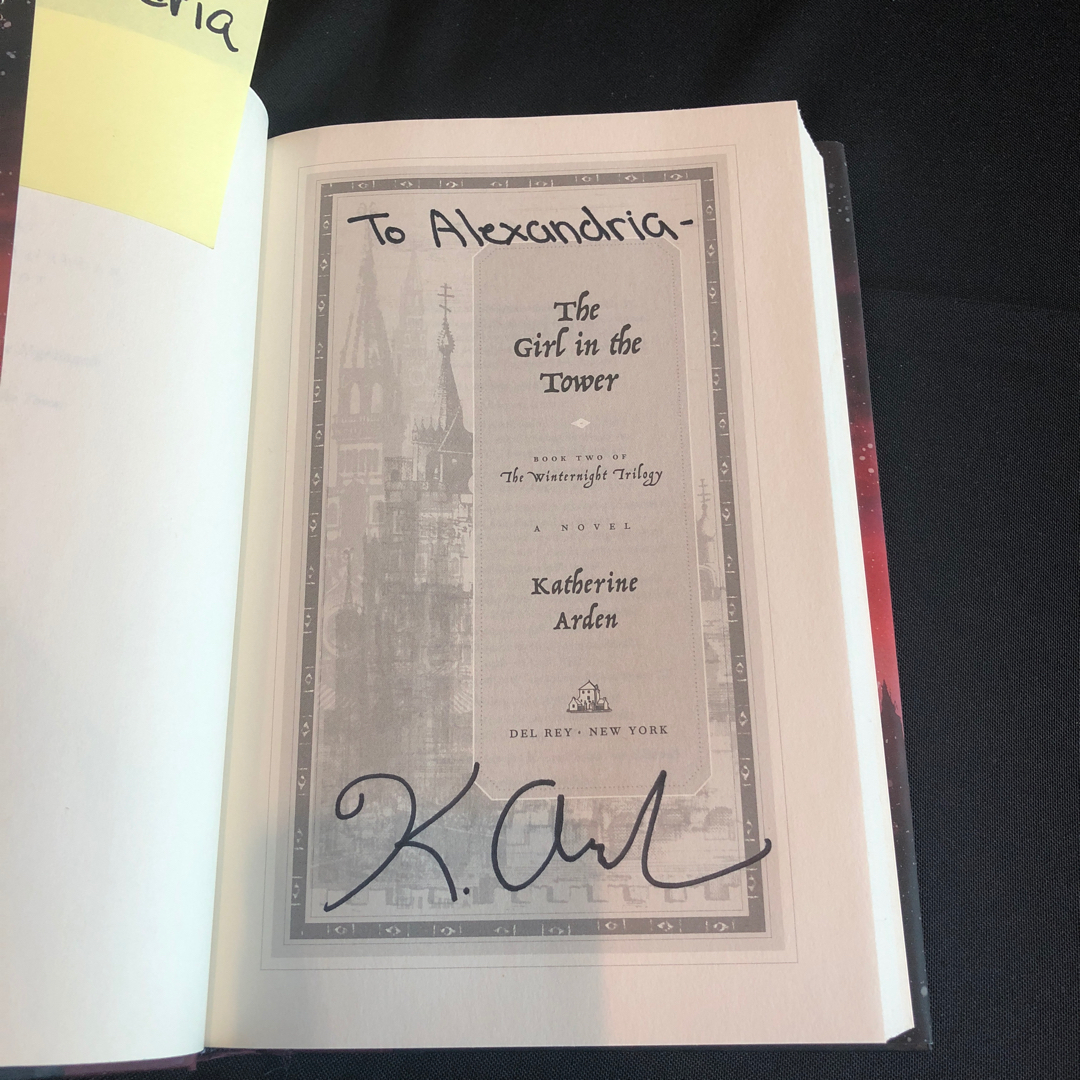 To Alexandria-
The
Girl in the
Tower
BOOK TWO OF
The Winternight Trilogy
A NOVEL
Katherine
Arden
DEL REY • NEW YORK
K. Ard